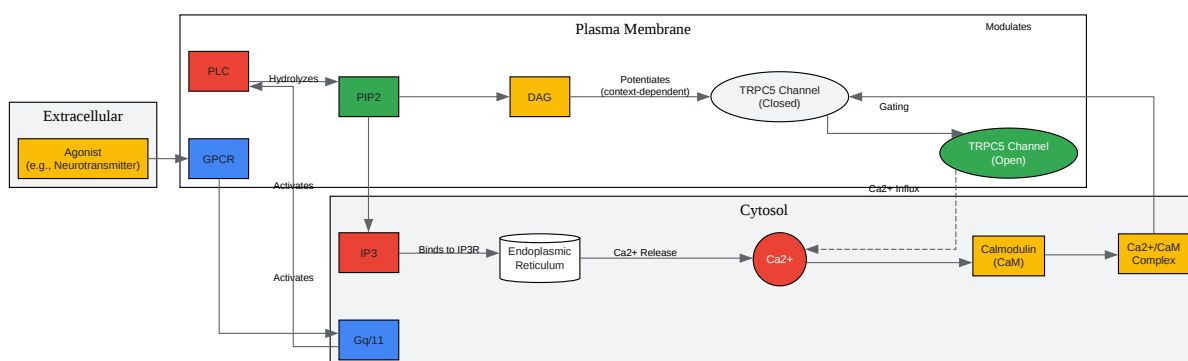 Plasma Membrane
Modulates
PLC
Hydrolyzes
PIP2
DAG
Potentiates
(context-dependent)
TRPC5 Channel
(Closed)
Gating
Extracellular
Agonist
(e.g., Neurotransmitter)
GPCR
TRPC5 Channel
(Open)
Activates
Ca2+ Influx
Cytosol
IP3
Binds to IP3R
Endoplasmic
Reticulum
Ca2+ Release
Ca2+
Calmodulin
(CaM)
Ca2+/CaM
Complex
Activates
Gq/11